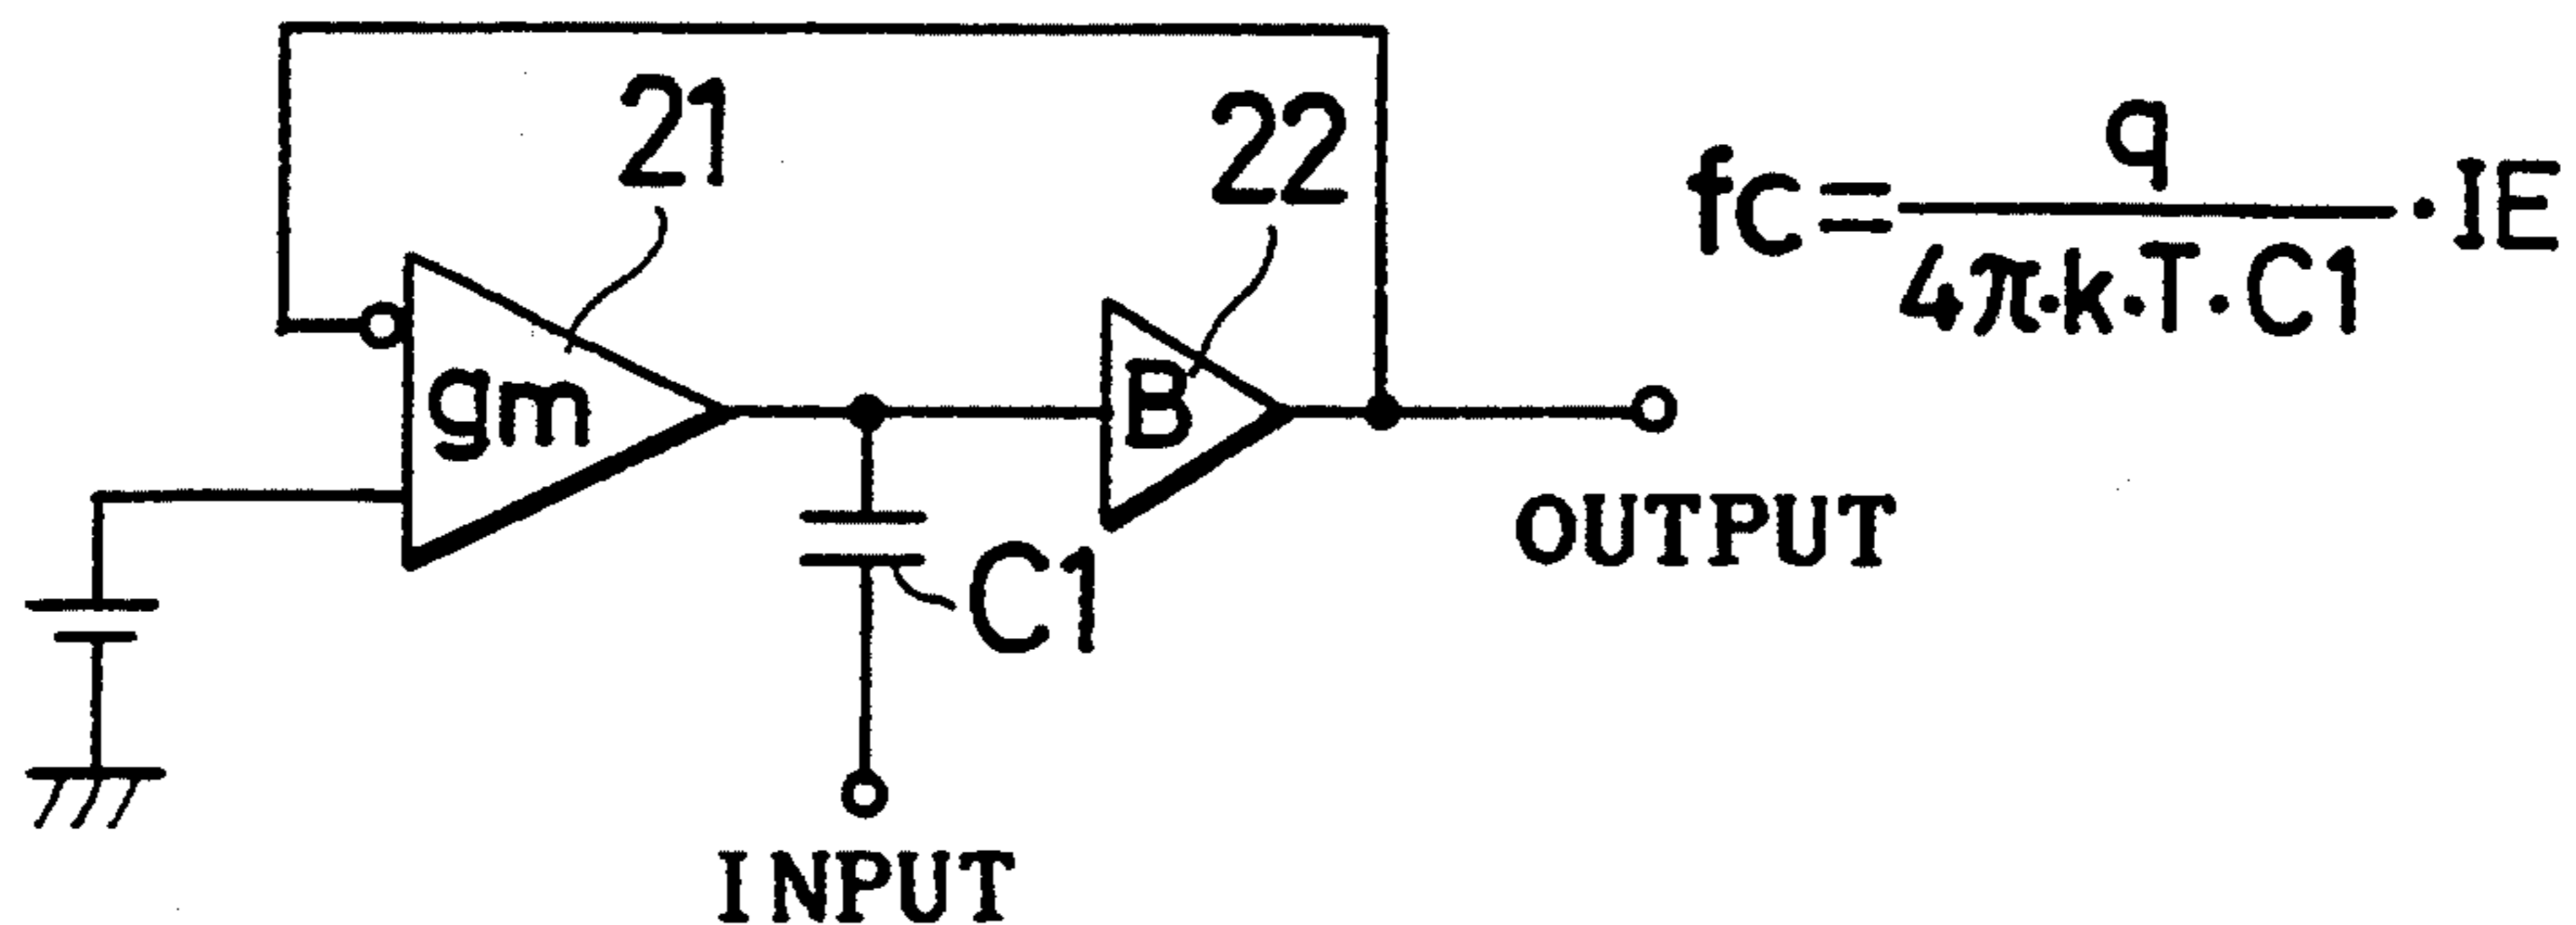 21
22
fc = q / 4π·k·T·C1 · IE
gm
B
C1
OUTPUT
INPUT